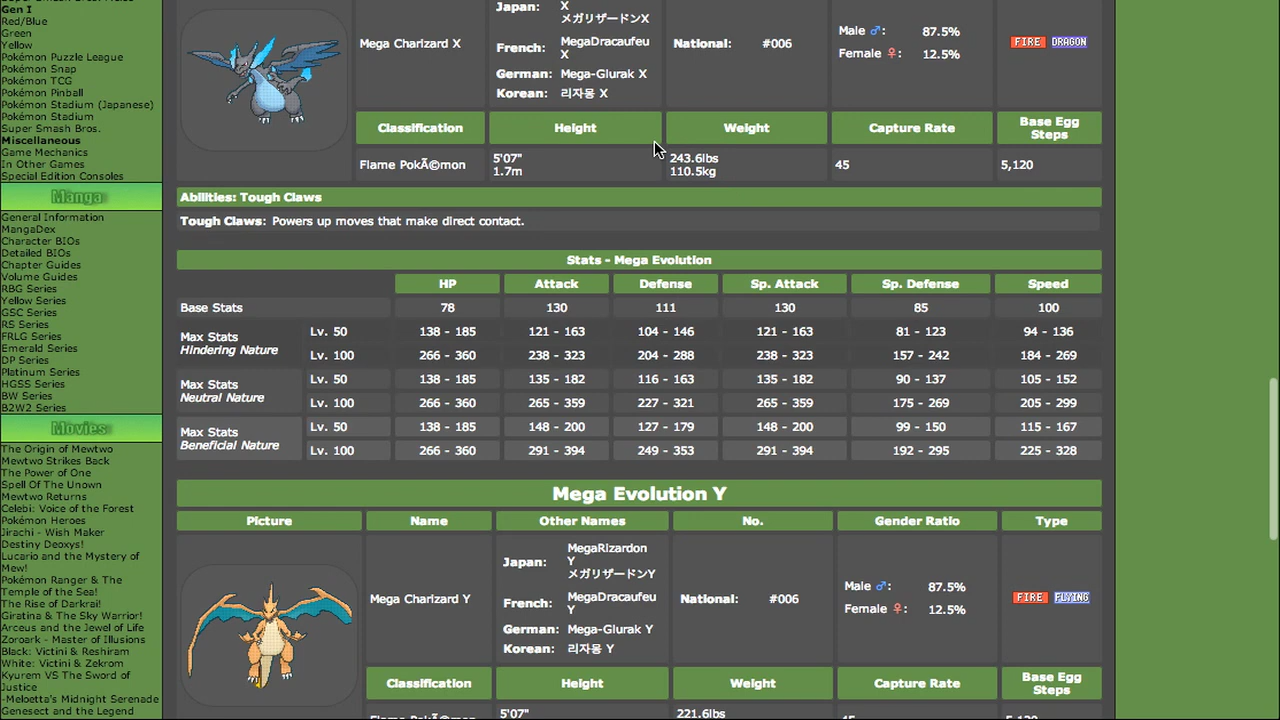 Gen I
Red/Blue
Green
Yellow
Pokémon Puzzle League
Pokémon Snap
Pokémon TCG
Pokémon Pinball
Pokémon Stadium (Japanese)
Pokémon Stadium
Super Smash Bros.
Miscellaneous
Game Mechanics
In Other Games
Special Edition Consoles
Manga:
General Information
MangaDex
Character BIOs
Detailed BIOs
Chapter Guides
Volume Guides
RBG Series
Yellow Series
GSC Series
RS Series
FRLG Series
Emerald Series
DP Series
Platinum Series
HGSS Series
BW Series
B2W2 Series
Movies:
The Origin of Mewtwo
Mewtwo Strikes Back
The Power of One
Spell Of The Unown
Mewtwo Returns
Celebi: Voice of the Forest
Pokémon Heroes
Jirachi - Wish Maker
Destiny Deoxys!
Lucario and the Mystery of
Mew!
Pokémon Ranger & The
Temple of the Sea!
The Rise of Darkrai!
Giratina & The Sky Warrior!
Arceus and the Jewel of Life
Zoroark - Master of Illusions
Black: Victini & Reshiram
White: Victini & Zekrom
Kyurem VS The Sword of
Justice
-Meloetta's Midnight Serenade
Genesect and the Legend
Mega Charizard X
Japan: X
メガリザードンX
French: MegaDracaufeu
X
German: Mega-Glurak X
Korean: 리자몽 X
National: #006
Male ♂: 87.5%
Female ♀: 12.5%
FIRE DRAGON
Classification Height Weight Capture Rate Base Egg
Steps
Flame PokÃ©mon 5'07" 243.6lbs 45 5,120
1.7m 110.5kg
Abilities: Tough Claws
Tough Claws: Powers up moves that make direct contact.
Stats - Mega Evolution
HP Attack Defense Sp. Attack Sp. Defense Speed
Base Stats 78 130 111 130 85 100
Max Stats
Hindering Nature
Lv. 50 138 - 185 121 - 163 104 - 146 121 - 163 81 - 123 94 - 136
Lv. 100 266 - 360 238 - 323 204 - 288 238 - 323 157 - 242 184 - 269
Max Stats
Neutral Nature
Lv. 50 138 - 185 135 - 182 116 - 163 135 - 182 90 - 137 105 - 152
Lv. 100 266 - 360 265 - 359 227 - 321 265 - 359 175 - 269 205 - 299
Max Stats
Beneficial Nature
Lv. 50 138 - 185 148 - 200 127 - 179 148 - 200 99 - 150 115 - 167
Lv. 100 266 - 360 291 - 394 249 - 353 291 - 394 192 - 295 225 - 328
Mega Evolution Y
Picture Name Other Names No. Gender Ratio Type
Mega Charizard Y
Japan: MegaRizardon
Y
メガリザードンY
French: MegaDracaufeu
Y
German: Mega-Glurak Y
Korean: 리자몽 Y
National: #006
Male ♂: 87.5%
Female ♀: 12.5%
FIRE FLYING
Classification Height Weight Capture Rate Base Egg
Steps
5'07" 221.6lbs